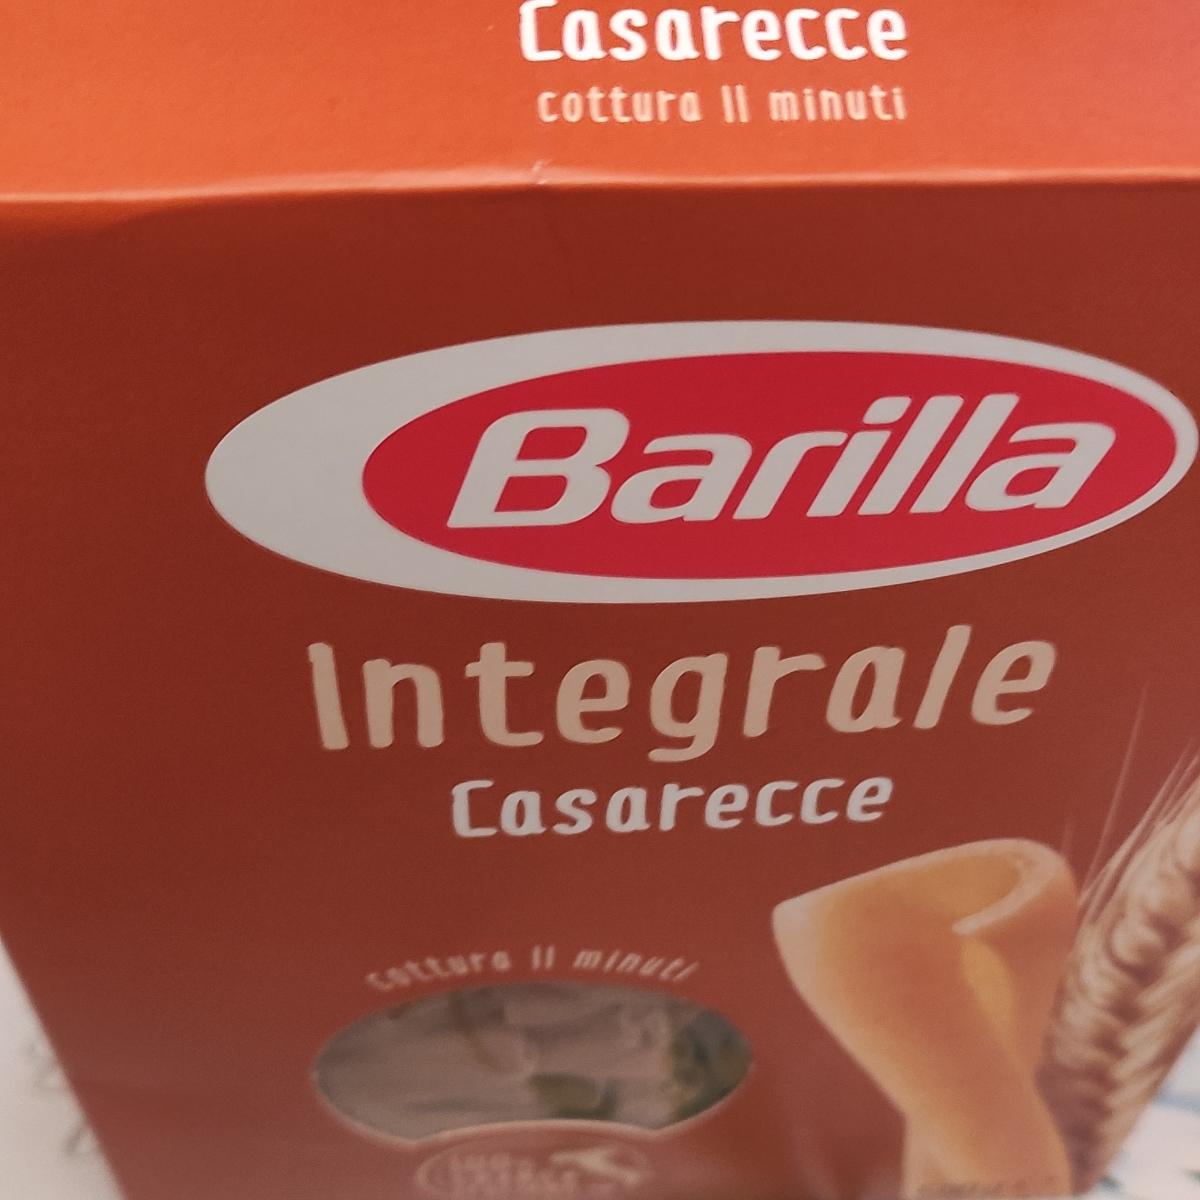 Casarecce
cottura 11 minuti
Barilla
Integrale
Casarecce
cottura 11 minuti